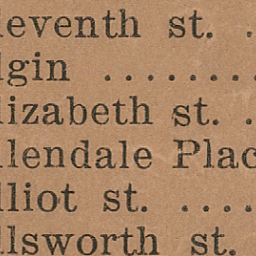 leventh st. .
lgin ........
lizabeth st. .
llendale Plac
lliot st. ....
llsworth st.